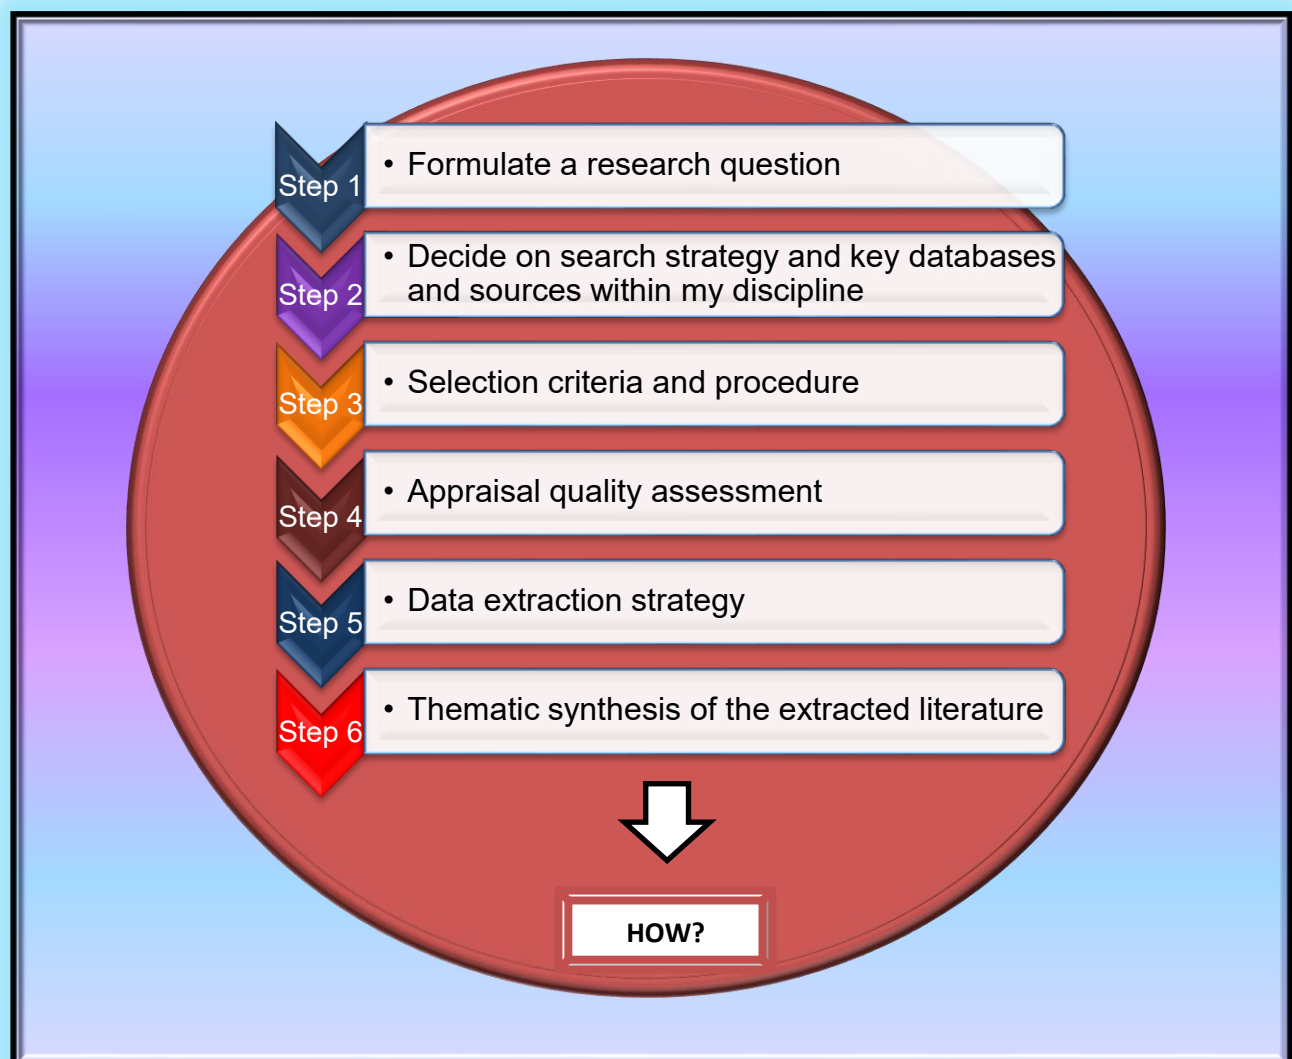 Step 1
• Formulate a research question
Step 2
• Decide on search strategy and key databases
and sources within my discipline
Step 3
• Selection criteria and procedure
Step 4
• Appraisal quality assessment
Step 5
• Data extraction strategy
Step 6
• Thematic synthesis of the extracted literature
HOW?